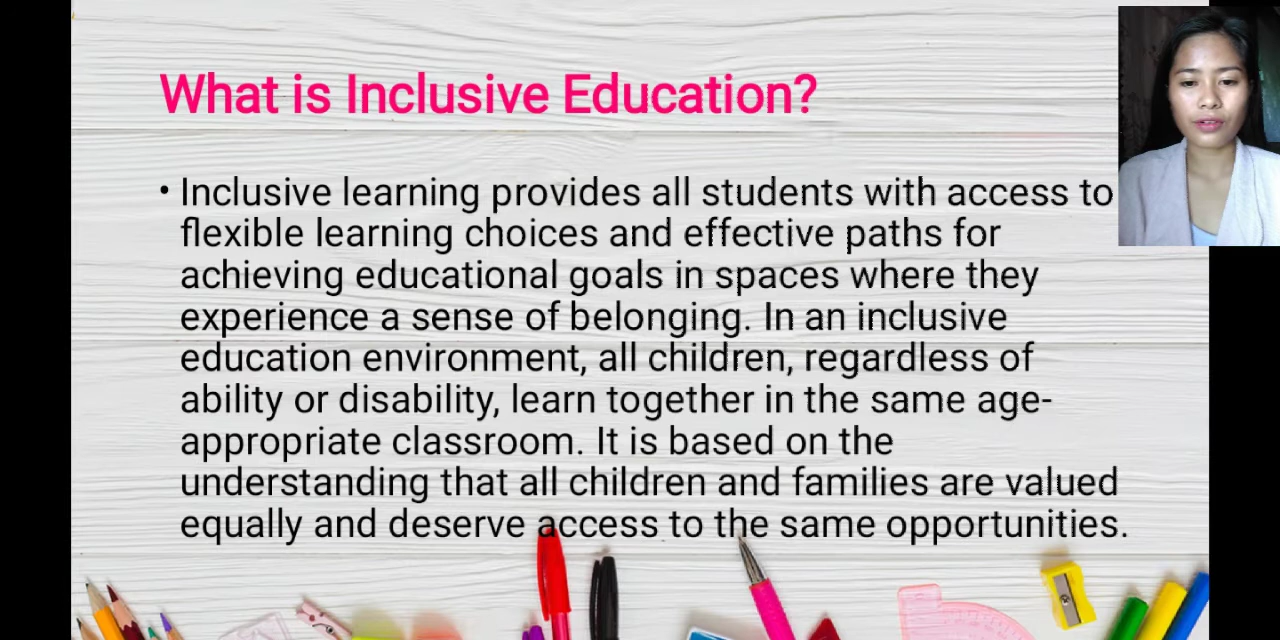 What is Inclusive Education?
• Inclusive learning provides all students with access to
flexible learning choices and effective paths for
achieving educational goals in spaces where they
experience a sense of belonging. In an inclusive
education environment, all children, regardless of
ability or disability, learn together in the same age-
appropriate classroom. It is based on the
understanding that all children and families are valued
equally and deserve access to the same opportunities.